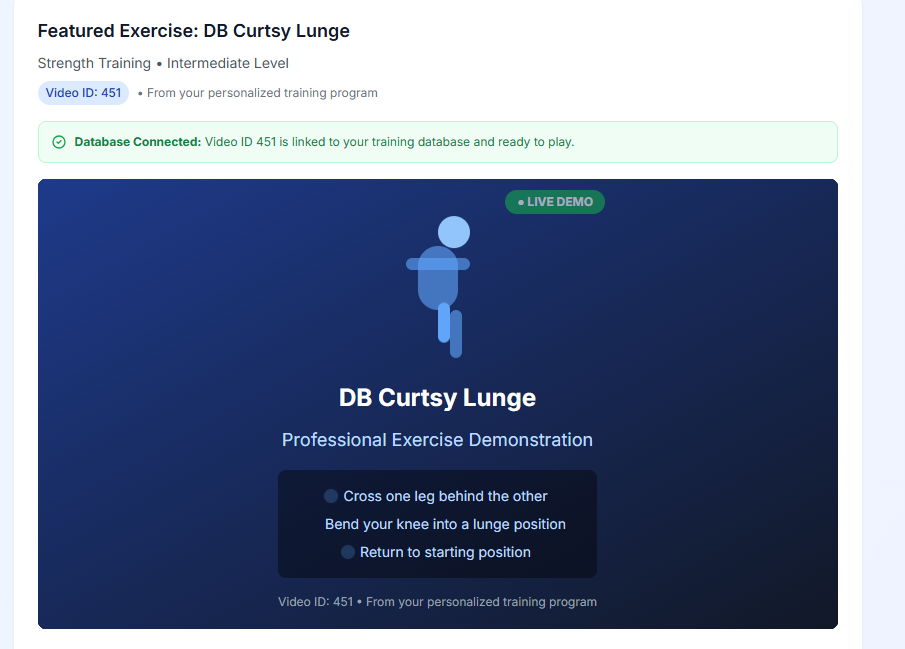 Featured Exercise: DB Curtsy Lunge
Strength Training • Intermediate Level
Video ID: 451 • From your personalized training program
Database Connected: Video ID 451 is linked to your training database and ready to play.
● LIVE DEMO
DB Curtsy Lunge
Professional Exercise Demonstration
Cross one leg behind the other
Bend your knee into a lunge position
Return to starting position
Video ID: 451 • From your personalized training program